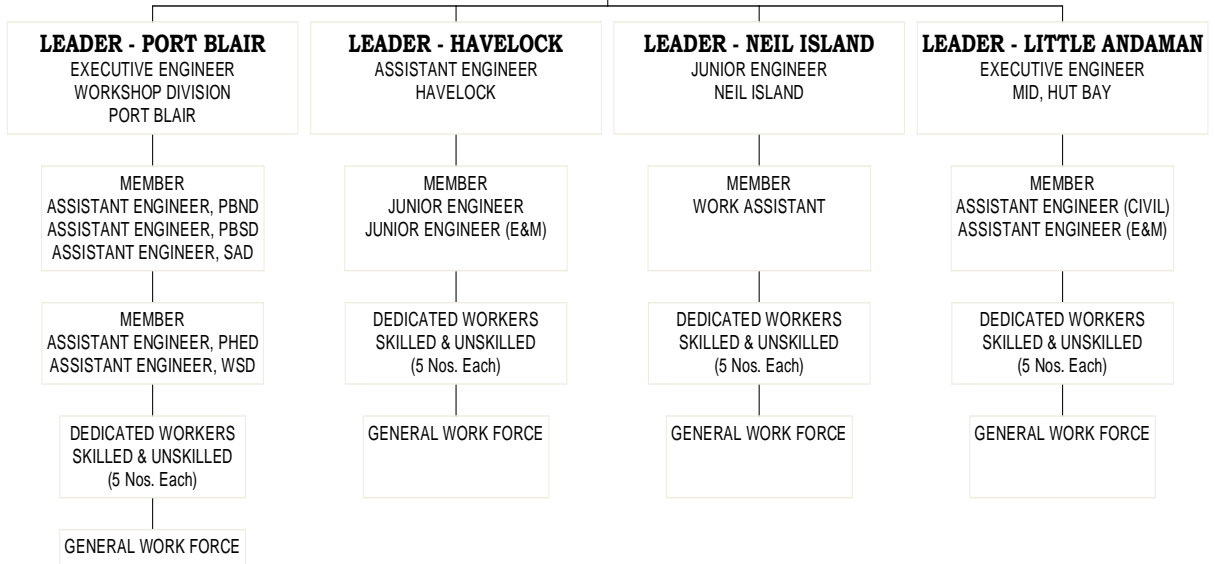 LEADER - PORT BLAIR
EXECUTIVE ENGINEER
WORKSHOP DIVISION
PORT BLAIR
MEMBER
ASSISTANT ENGINEER, PBND
ASSISTANT ENGINEER, PBSD
ASSISTANT ENGINEER, SAD
MEMBER
ASSISTANT ENGINEER, PHED
ASSISTANT ENGINEER, WSD
DEDICATED WORKERS
SKILLED & UNSKILLED
(5 Nos. Each)
GENERAL WORK FORCE
LEADER - HAVELOCK
ASSISTANT ENGINEER
HAVELOCK
MEMBER
JUNIOR ENGINEER
JUNIOR ENGINEER (E&M)
DEDICATED WORKERS
SKILLED & UNSKILLED
(5 Nos. Each)
GENERAL WORK FORCE
LEADER - NEIL ISLAND
JUNIOR ENGINEER
NEIL ISLAND
MEMBER
WORK ASSISTANT
DEDICATED WORKERS
SKILLED & UNSKILLED
(5 Nos. Each)
GENERAL WORK FORCE
LEADER - LITTLE ANDAMAN
EXECUTIVE ENGINEER
MID, HUT BAY
MEMBER
ASSISTANT ENGINEER (CIVIL)
ASSISTANT ENGINEER (E&M)
DEDICATED WORKERS
SKILLED & UNSKILLED
(5 Nos. Each)
GENERAL WORK FORCE